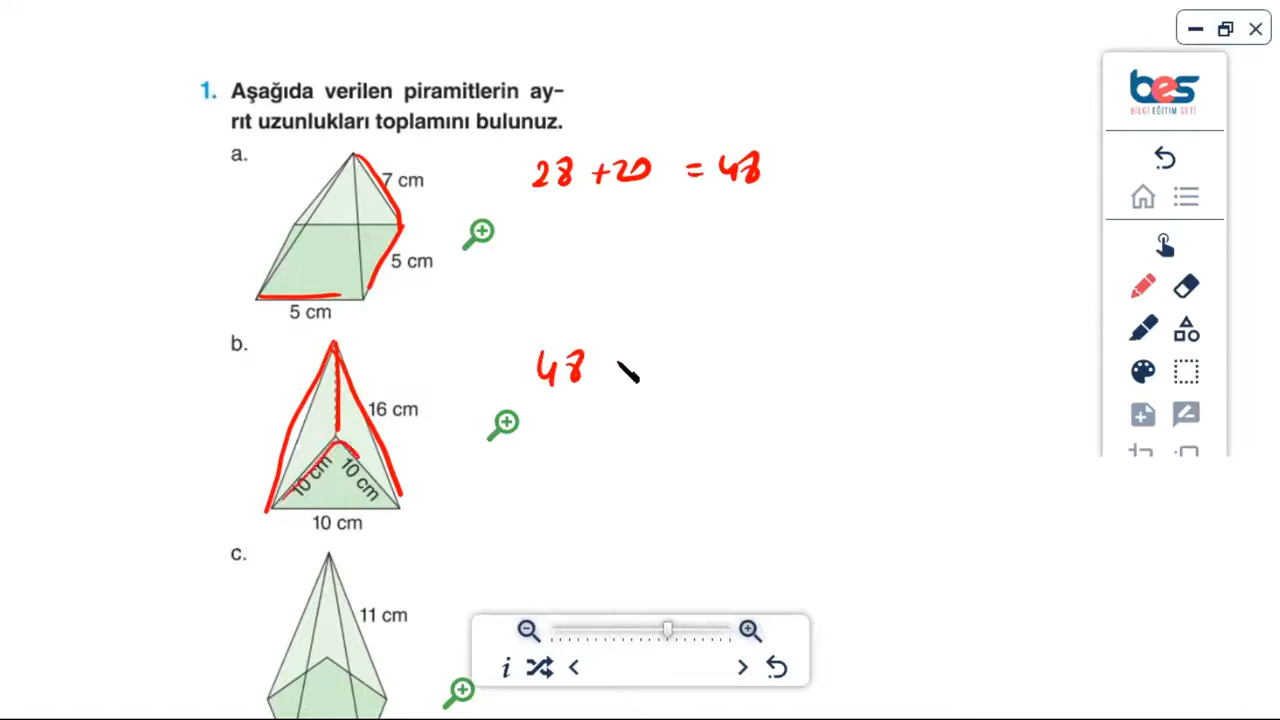 1. Aşağıda verilen piramitlerin ay-
rıt uzunlukları toplamını bulunuz.
a.
7 cm
5 cm
5 cm
28 + 20 = 48
b.
16 cm
10 cm
10 cm
10 cm
48
c.
11 cm
bes
BİLGİ EĞİTİM SETİ
i